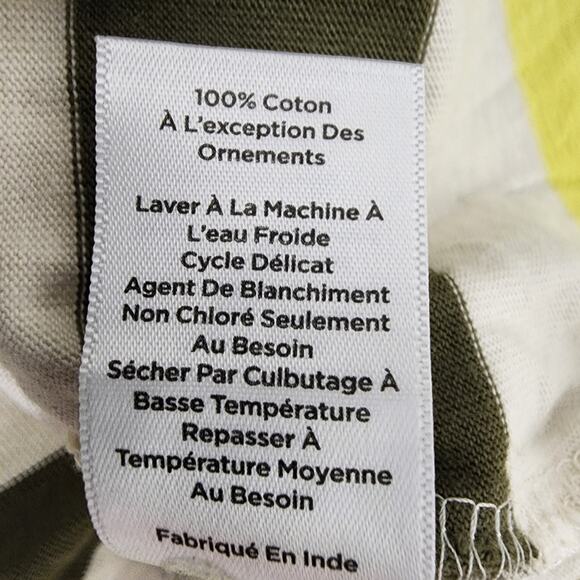 100% Coton
À L'exception Des
Ornements
Laver À La Machine À
L'eau Froide
Cycle Délicat
Agent De Blanchiment
Non Chloré Seulement
Au Besoin
Sécher Par Culbutage À
Basse Température
Repasser À
Température Moyenne
Au Besoin
Fabriqué En Inde